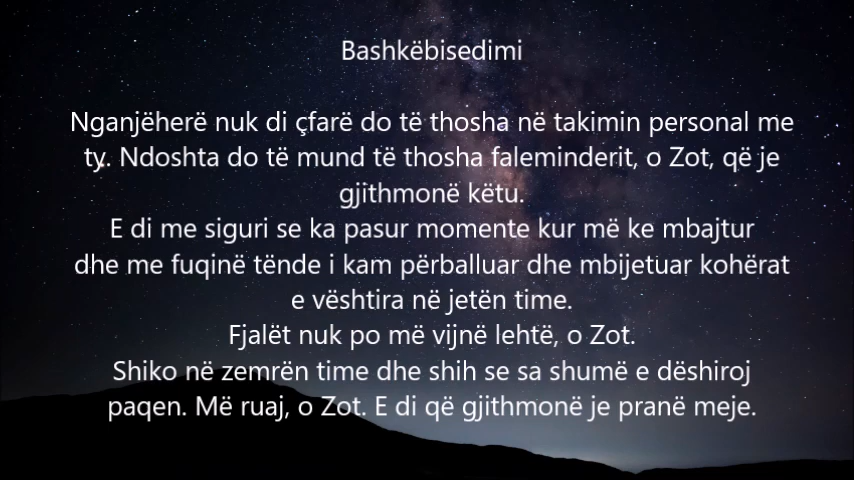 Bashkëbisedimi
Nganjëherë nuk di çfarë do të thosha në takimin personal me
ty. Ndoshta do të mund të thosha faleminderit, o Zot, që je
gjithmonë këtu.
E di me siguri se ka pasur momente kur më ke mbajtur
dhe me fuqinë tënde i kam përballuar dhe mbijetuar kohërat
e vështira në jetën time.
Fjalët nuk po më vijnë lehtë, o Zot.
Shiko në zemrën time dhe shih se sa shumë e dëshiroj
paqen. Më ruaj, o Zot. E di që gjithmonë je pranë meje.